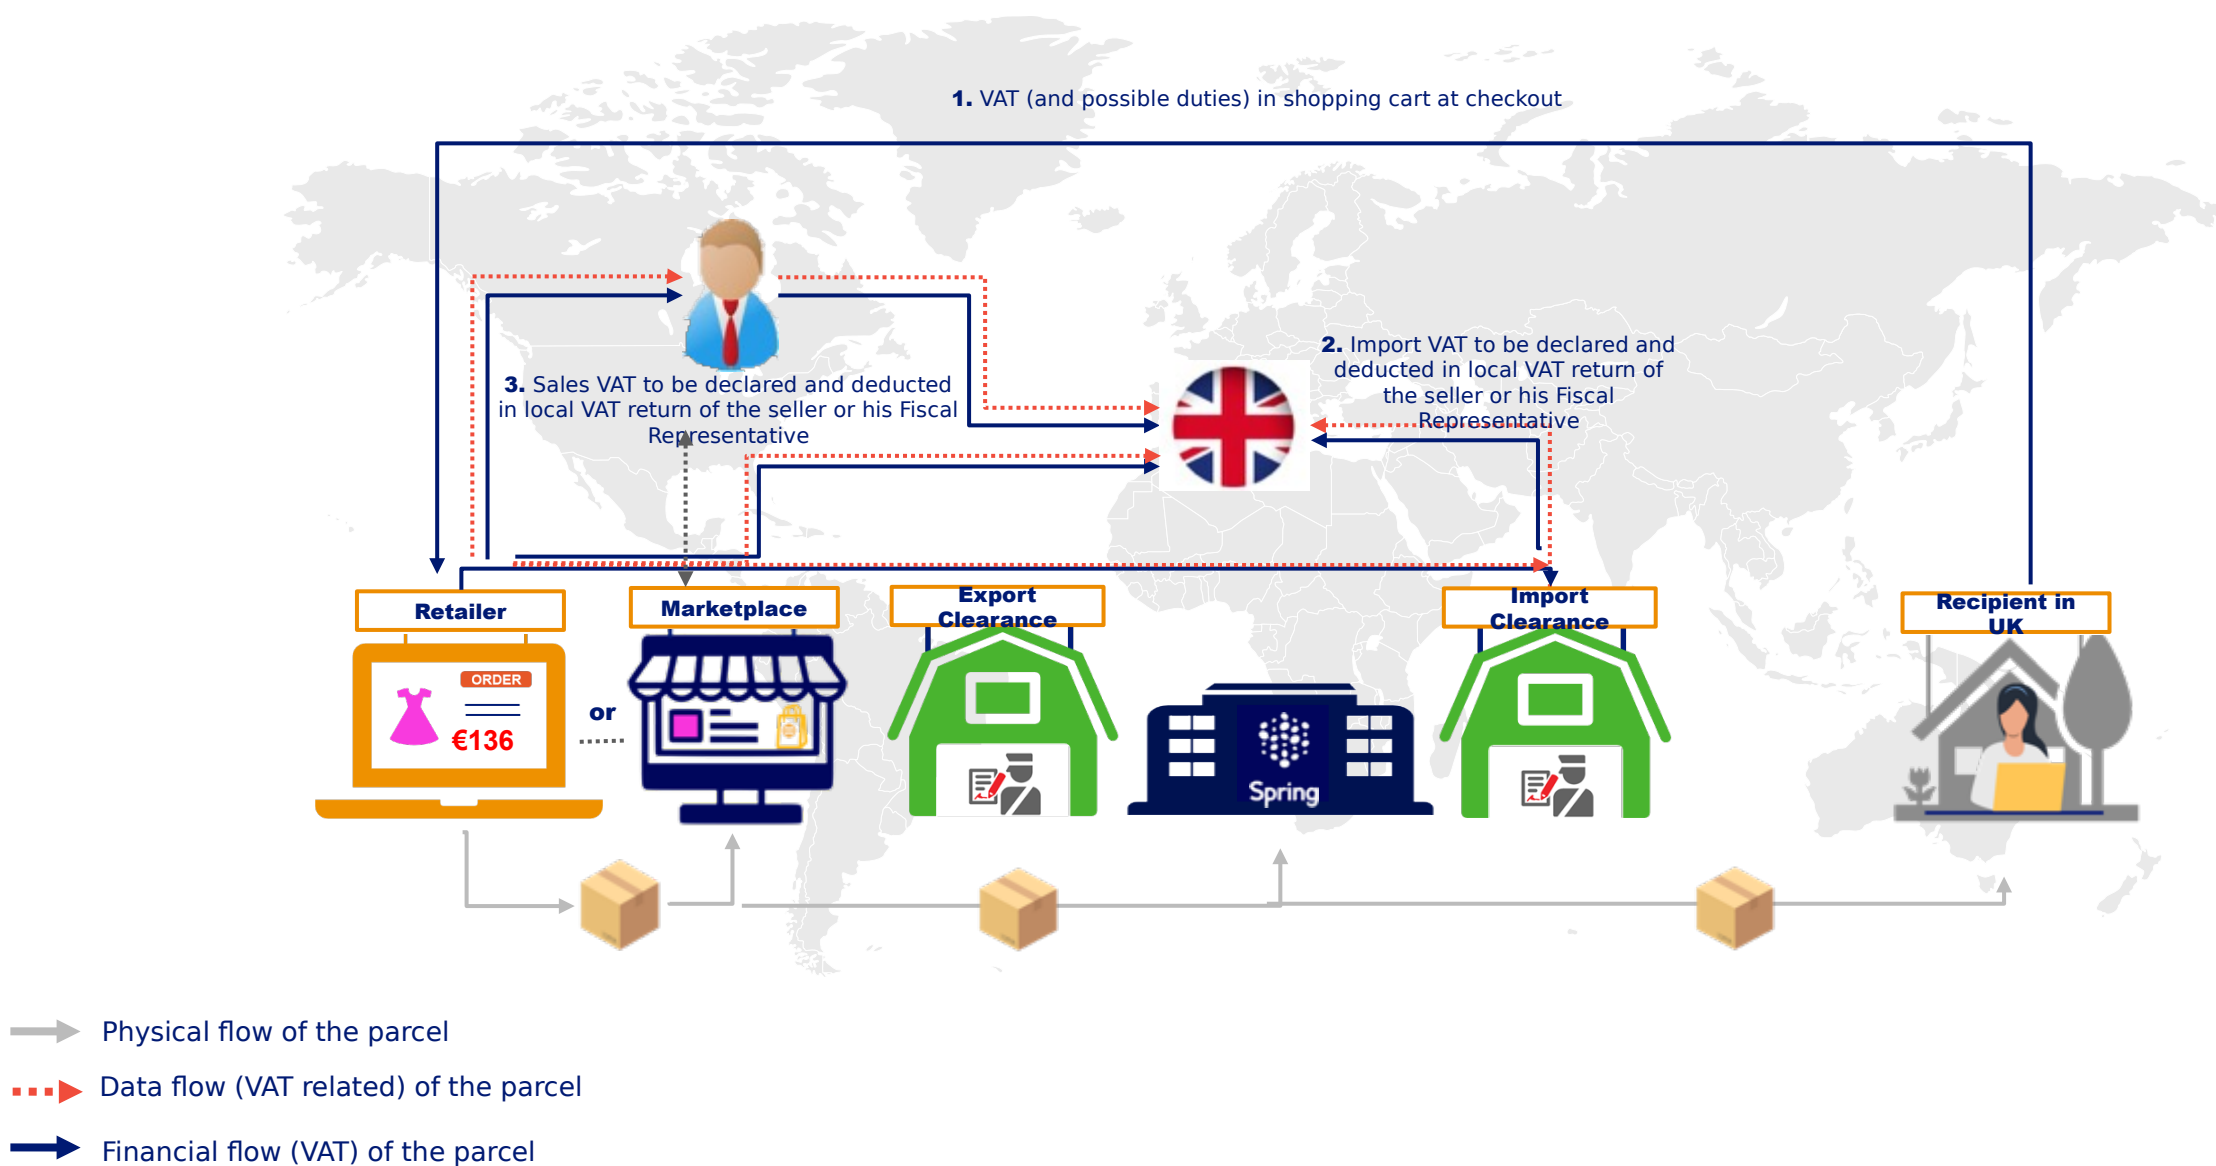 1. VAT (and possible duties) in shopping cart at checkout
2. Import VAT to be declared and
deducted in local VAT return of
the seller or his Fiscal
Representative
3. Sales VAT to be declared and deducted
in local VAT return of the seller or his Fiscal
Representative
Retailer
Marketplace
Export
Clearance
Import
Clearance
Recipient in
UK
ORDER
€136
or
Spring
Physical flow of the parcel
Data flow (VAT related) of the parcel
Financial flow (VAT) of the parcel